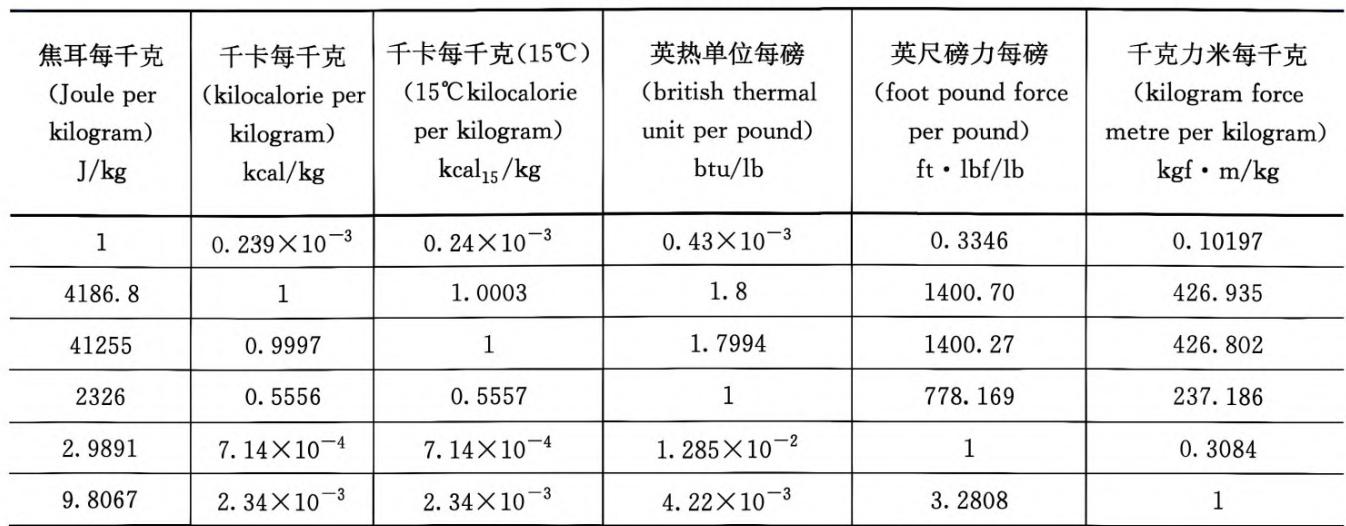 焦耳每千克 千卡每千克 千卡每千克(15℃) 英热单位每磅 英尺磅力每磅 千克力米每千克
(Joule per (kilocalorie per (15℃kilocalorie (british thermal (foot pound force (kilogram force
kilogram) kilogram) per kilogram) unit per pound) per pound) metre per kilogram)
J/kg kcal/kg kcal₁₅/kg btu/lb ft·lbf/lb kgf·m/kg
1 0.239×10⁻³ 0.24×10⁻³ 0.43×10⁻³ 0.3346 0.10197
4186.8 1 1.0003 1.8 1400.70 426.935
41255 0.9997 1 1.7994 1400.27 426.802
2326 0.5556 0.5557 1 778.169 237.186
2.9891 7.14×10⁻⁴ 7.14×10⁻⁴ 1.285×10⁻² 1 0.3084
9.8067 2.34×10⁻³ 2.34×10⁻³ 4.22×10⁻³ 3.2808 1